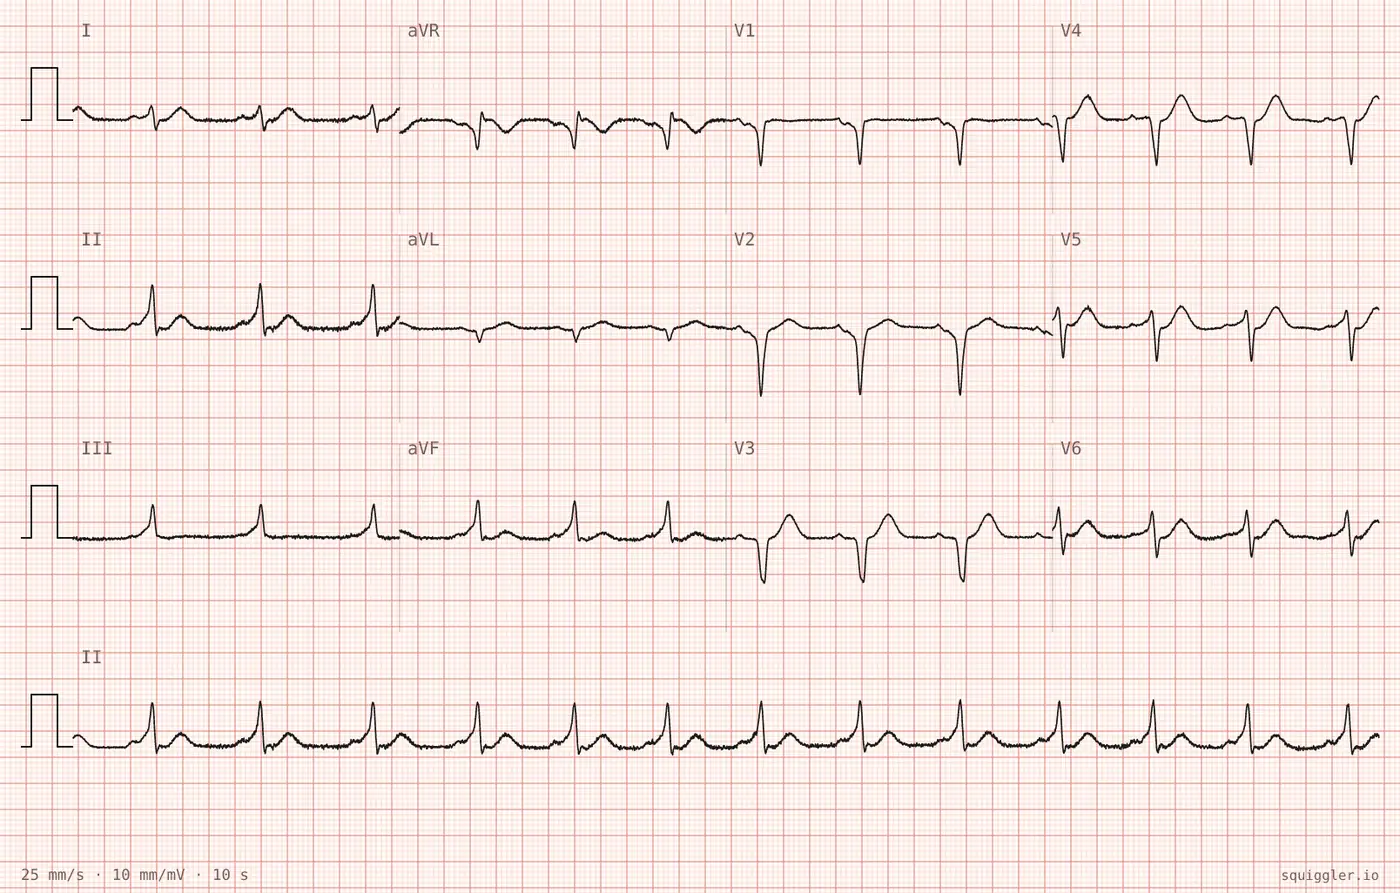 I aVR V1 V4
II aVL V2 V5
III aVF V3 V6
II
25 mm/s · 10 mm/mV · 10 s
squiggler.io